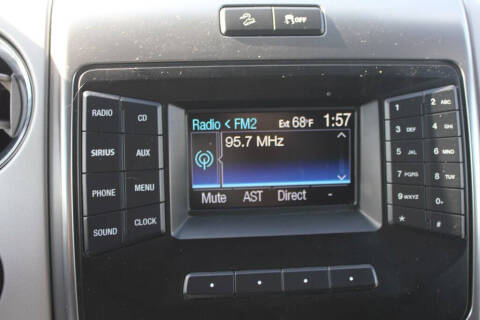 OFF
RADIO CD
SIRIUS AUX
PHONE MENU
SOUND CLOCK
Radio < FM2 Ext 68°F 1:57
95.7 MHz
Mute AST Direct -
1 2 ABC
3 DEF 4 GHI
5 JKL 6 MNO
7 PQRS 8 TUV
9 WXYZ 0+
* #